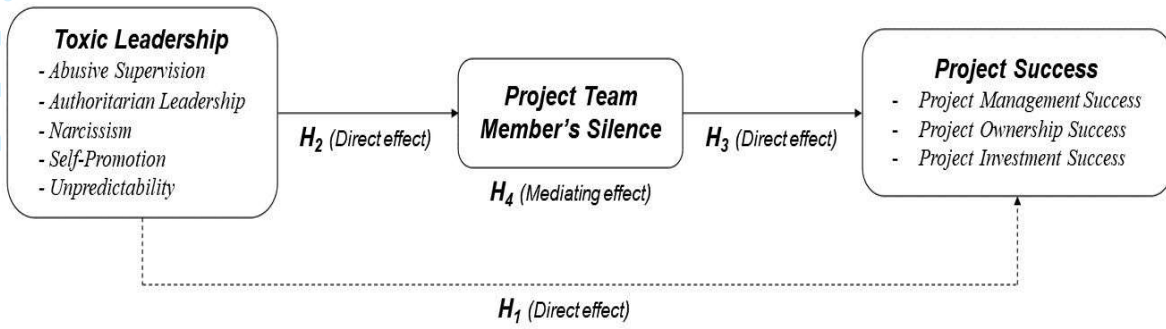 Toxic Leadership
- Abusive Supervision
- Authoritarian Leadership
- Narcissism
- Self-Promotion
- Unpredictability
H2 (Direct effect)
Project Team
Member's Silence
H4 (Mediating effect)
H3 (Direct effect)
Project Success
- Project Management Success
- Project Ownership Success
- Project Investment Success
H1 (Direct effect)